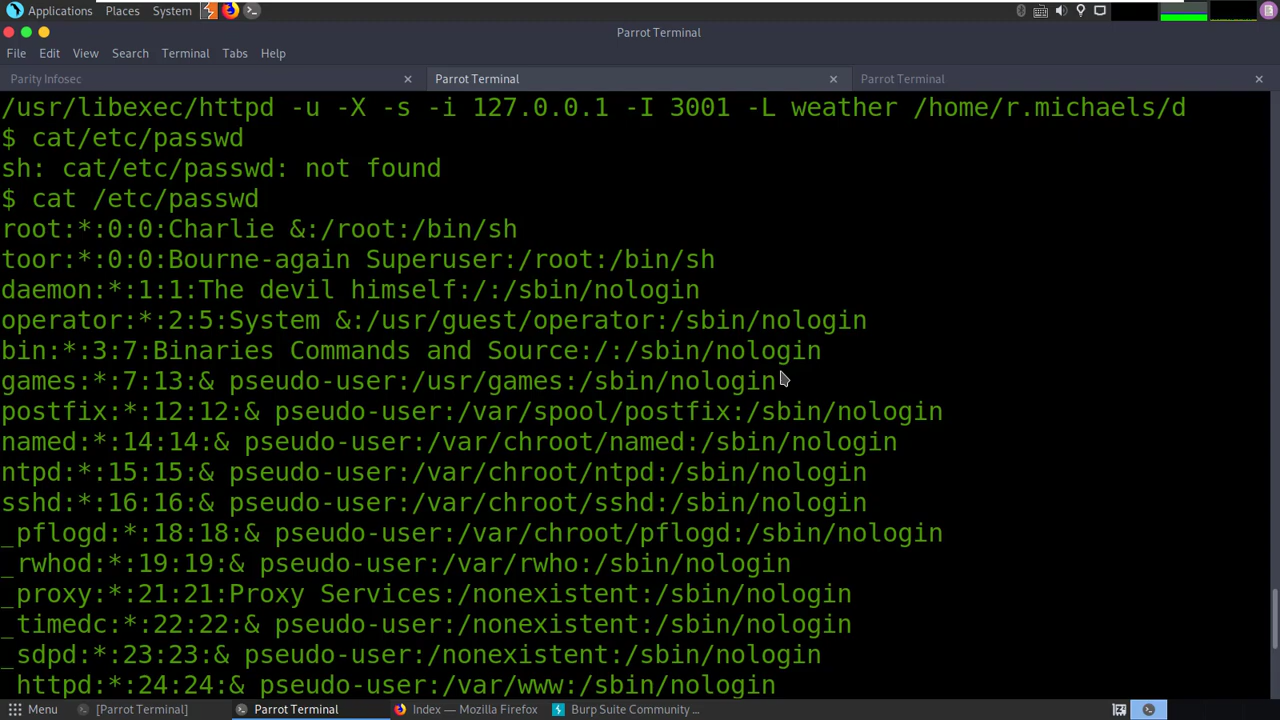 Applications Places System
Parrot Terminal
File Edit View Search Terminal Tabs Help
Parity Infosec × Parrot Terminal × Parrot Terminal ×
/usr/libexec/httpd -u -X -s -i 127.0.0.1 -I 3001 -L weather /home/r.michaels/d
$ cat/etc/passwd
sh: cat/etc/passwd: not found
$ cat /etc/passwd
root:*:0:0:Charlie &:/root:/bin/sh
toor:*:0:0:Bourne-again Superuser:/root:/bin/sh
daemon:*:1:1:The devil himself:/:/sbin/nologin
operator:*:2:5:System &:/usr/guest/operator:/sbin/nologin
bin:*:3:7:Binaries Commands and Source:/:/sbin/nologin
games:*:7:13:& pseudo-user:/usr/games:/sbin/nologin
postfix:*:12:12:& pseudo-user:/var/spool/postfix:/sbin/nologin
named:*:14:14:& pseudo-user:/var/chroot/named:/sbin/nologin
ntpd:*:15:15:& pseudo-user:/var/chroot/ntpd:/sbin/nologin
sshd:*:16:16:& pseudo-user:/var/chroot/sshd:/sbin/nologin
_pflogd:*:18:18:& pseudo-user:/var/chroot/pflogd:/sbin/nologin
_rwhod:*:19:19:& pseudo-user:/var/rwho:/sbin/nologin
_proxy:*:21:21:Proxy Services:/nonexistent:/sbin/nologin
_timedc:*:22:22:& pseudo-user:/nonexistent:/sbin/nologin
_sdpd:*:23:23:& pseudo-user:/nonexistent:/sbin/nologin
_httpd:*:24:24:& pseudo-user:/var/www:/sbin/nologin
Menu [Parrot Terminal] Parrot Terminal Index — Mozilla Firefox Burp Suite Community ...